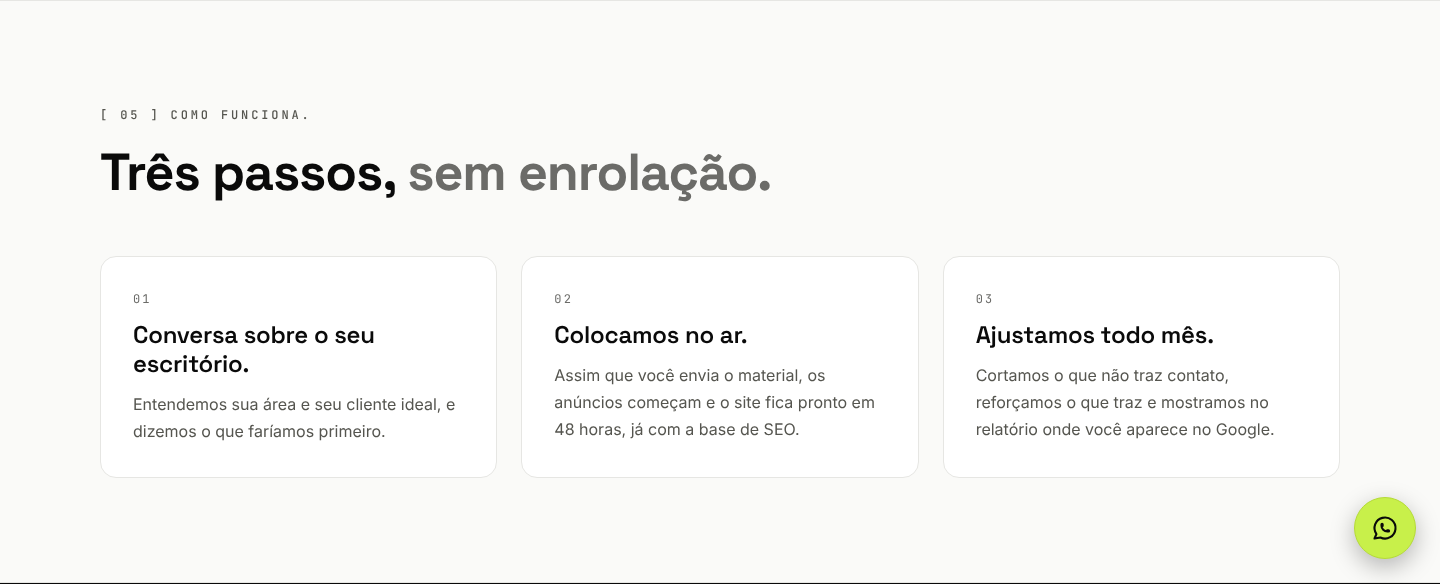 [ 05 ] COMO FUNCIONA.
Três passos, sem enrolação.
01
Conversa sobre o seu
escritório.
Entendemos sua área e seu cliente ideal, e
dizemos o que faríamos primeiro.
02
Colocamos no ar.
Assim que você envia o material, os
anúncios começam e o site fica pronto em
48 horas, já com a base de SEO.
03
Ajustamos todo mês.
Cortamos o que não traz contato,
reforçamos o que traz e mostramos no
relatório onde você aparece no Google.